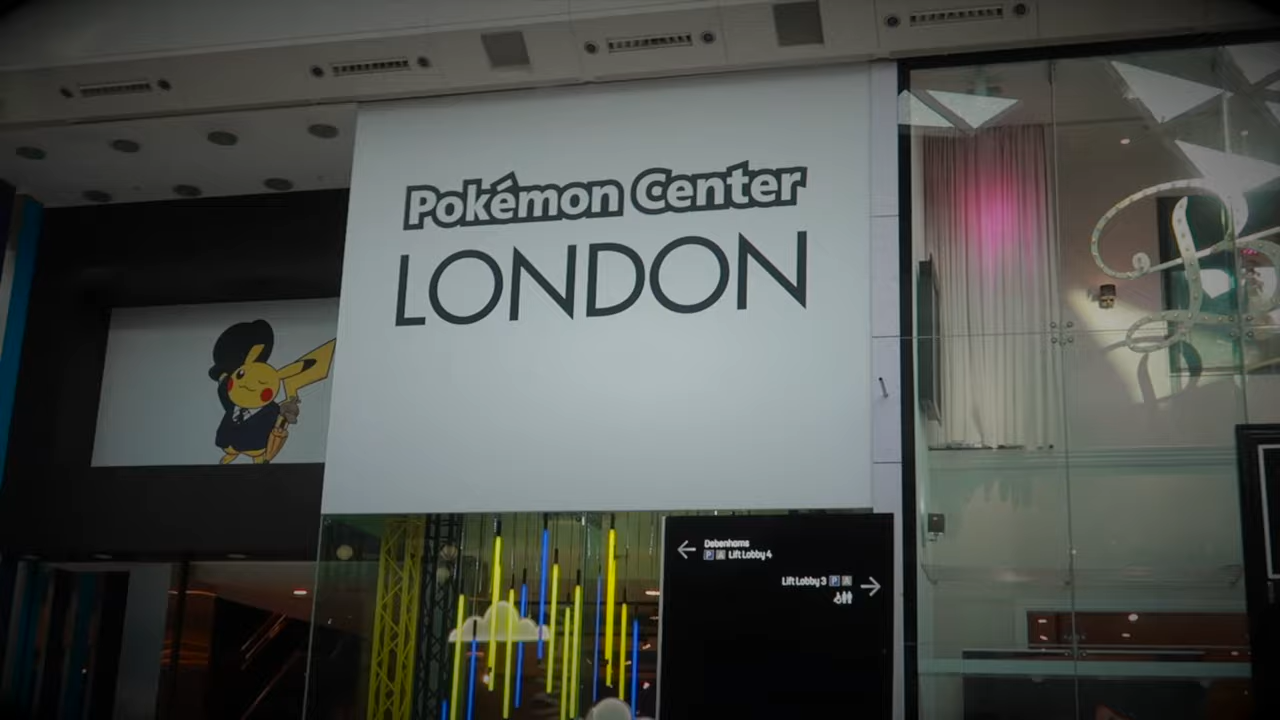 Pokémon Center
LONDON
Debenhams
P Lift Lobby 4
Lift Lobby 3 P